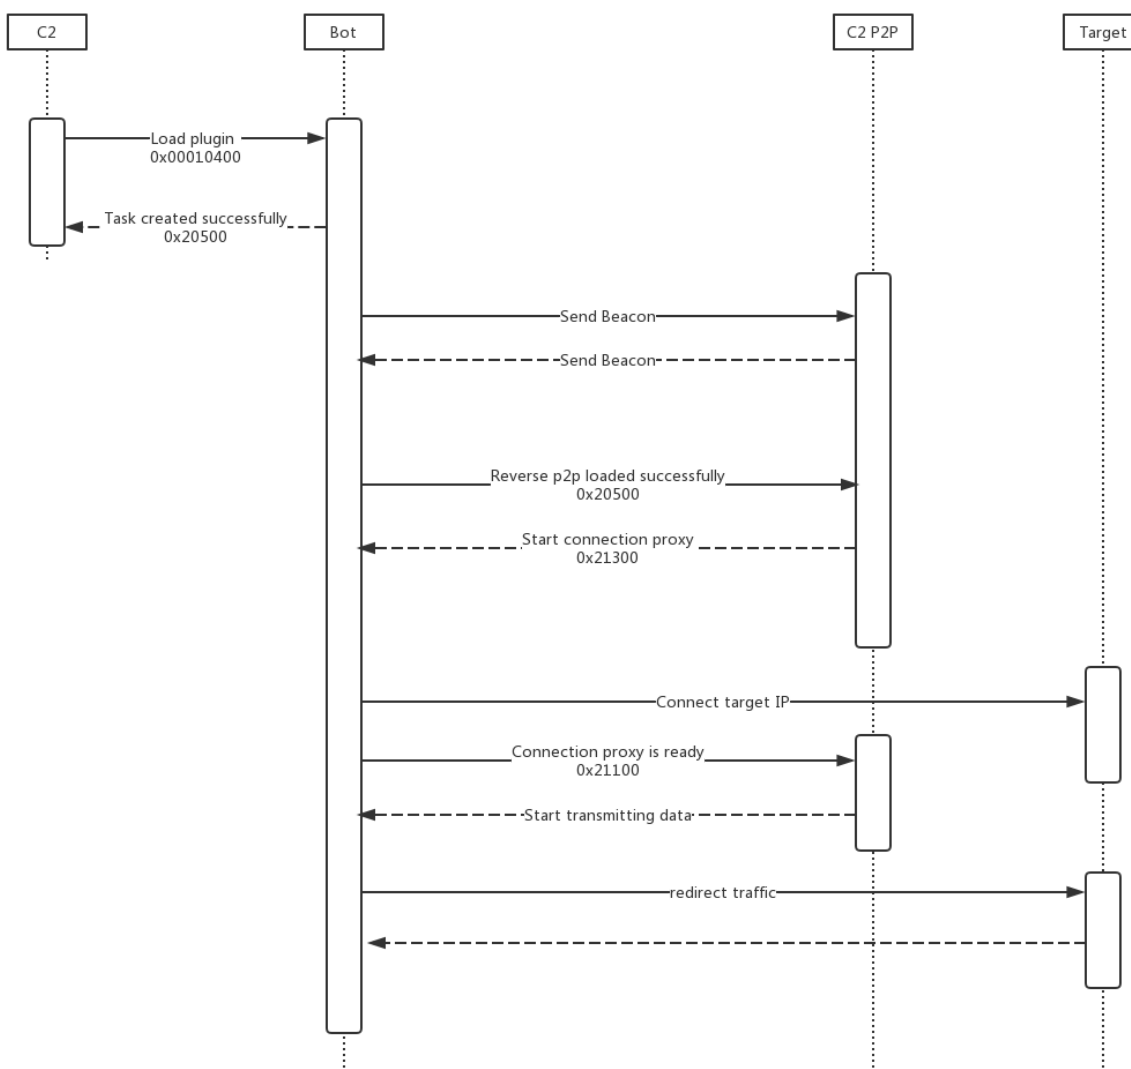 C2
Bot
C2 P2P
Target
Load plugin
0x00010400
Task created successfully
0x20500
Send Beacon
Send Beacon
Reverse p2p loaded successfully
0x20500
Start connection proxy
0x21300
Connect target IP
Connection proxy is ready
0x21100
Start transmitting data
redirect traffic